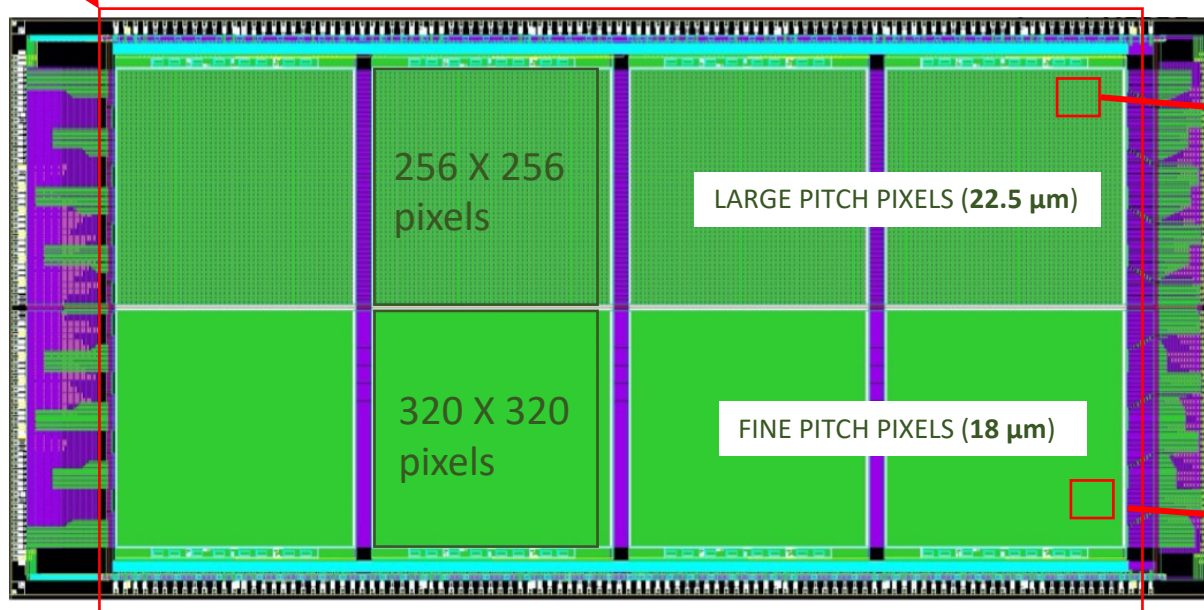 256 X 256
pixels
LARGE PITCH PIXELS (22.5 µm)
320 X 320
pixels
FINE PITCH PIXELS (18 µm)